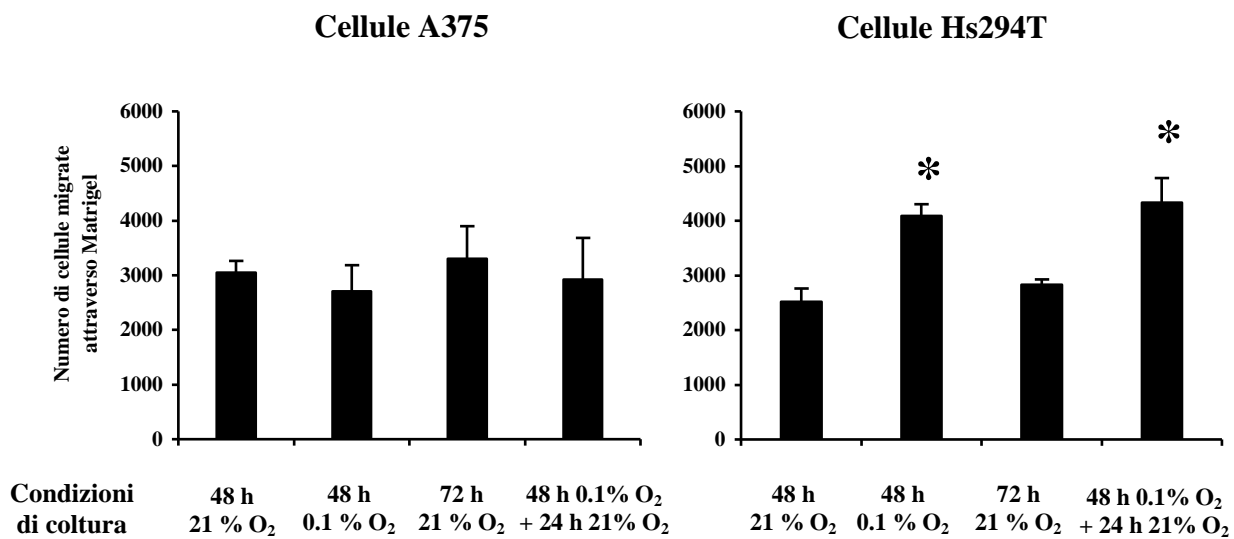 Cellule A375
Cellule Hs294T
Numero di cellule migrate
attraverso Matrigel
6000
5000
4000
3000
2000
1000
0
6000
5000
4000
3000
2000
1000
0
*
*
Condizioni
di coltura
48 h
21 % O₂
48 h
0.1 % O₂
72 h
21 % O₂
48 h 0.1% O₂
+ 24 h 21% O₂
48 h
21 % O₂
48 h
0.1 % O₂
72 h
21 % O₂
48 h 0.1% O₂
+ 24 h 21% O₂